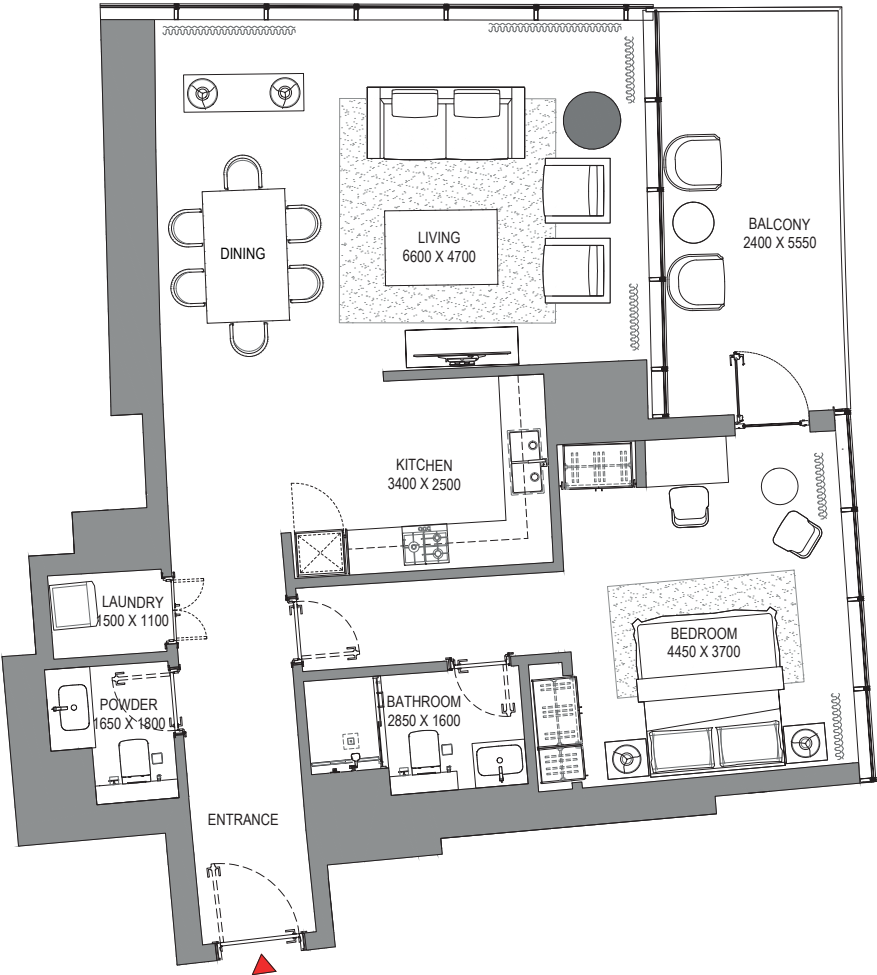 BALCONY
2400 X 5550
LIVING
6600 X 4700
DINING
KITCHEN
3400 X 2500
LAUNDRY
1500 X 1100
BEDROOM
4450 X 3700
POWDER
1650 X 1800
BATHROOM
2850 X 1600
ENTRANCE